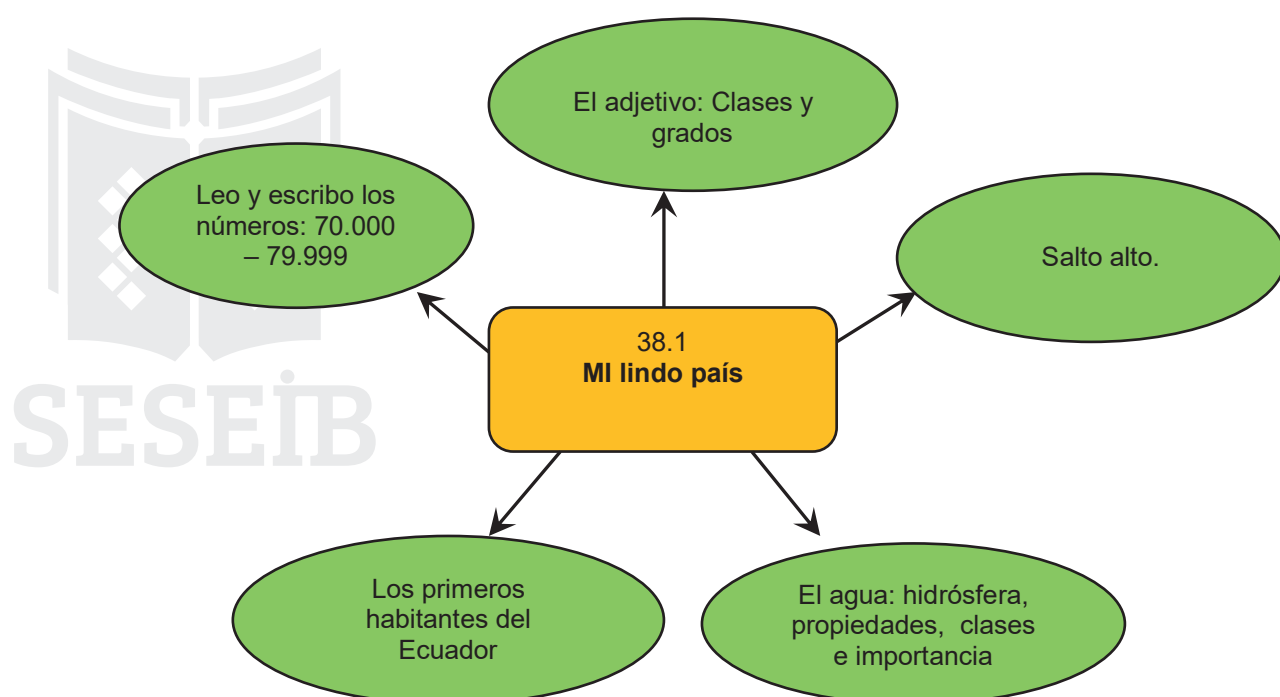 El adjetivo: Clases y
grados
Leo y escribo los
números: 70.000
– 79.999
Salto alto.
38.1
MI lindo país
SESEIB
Los primeros
habitantes del
Ecuador
El agua: hidrósfera,
propiedades, clases
e importancia